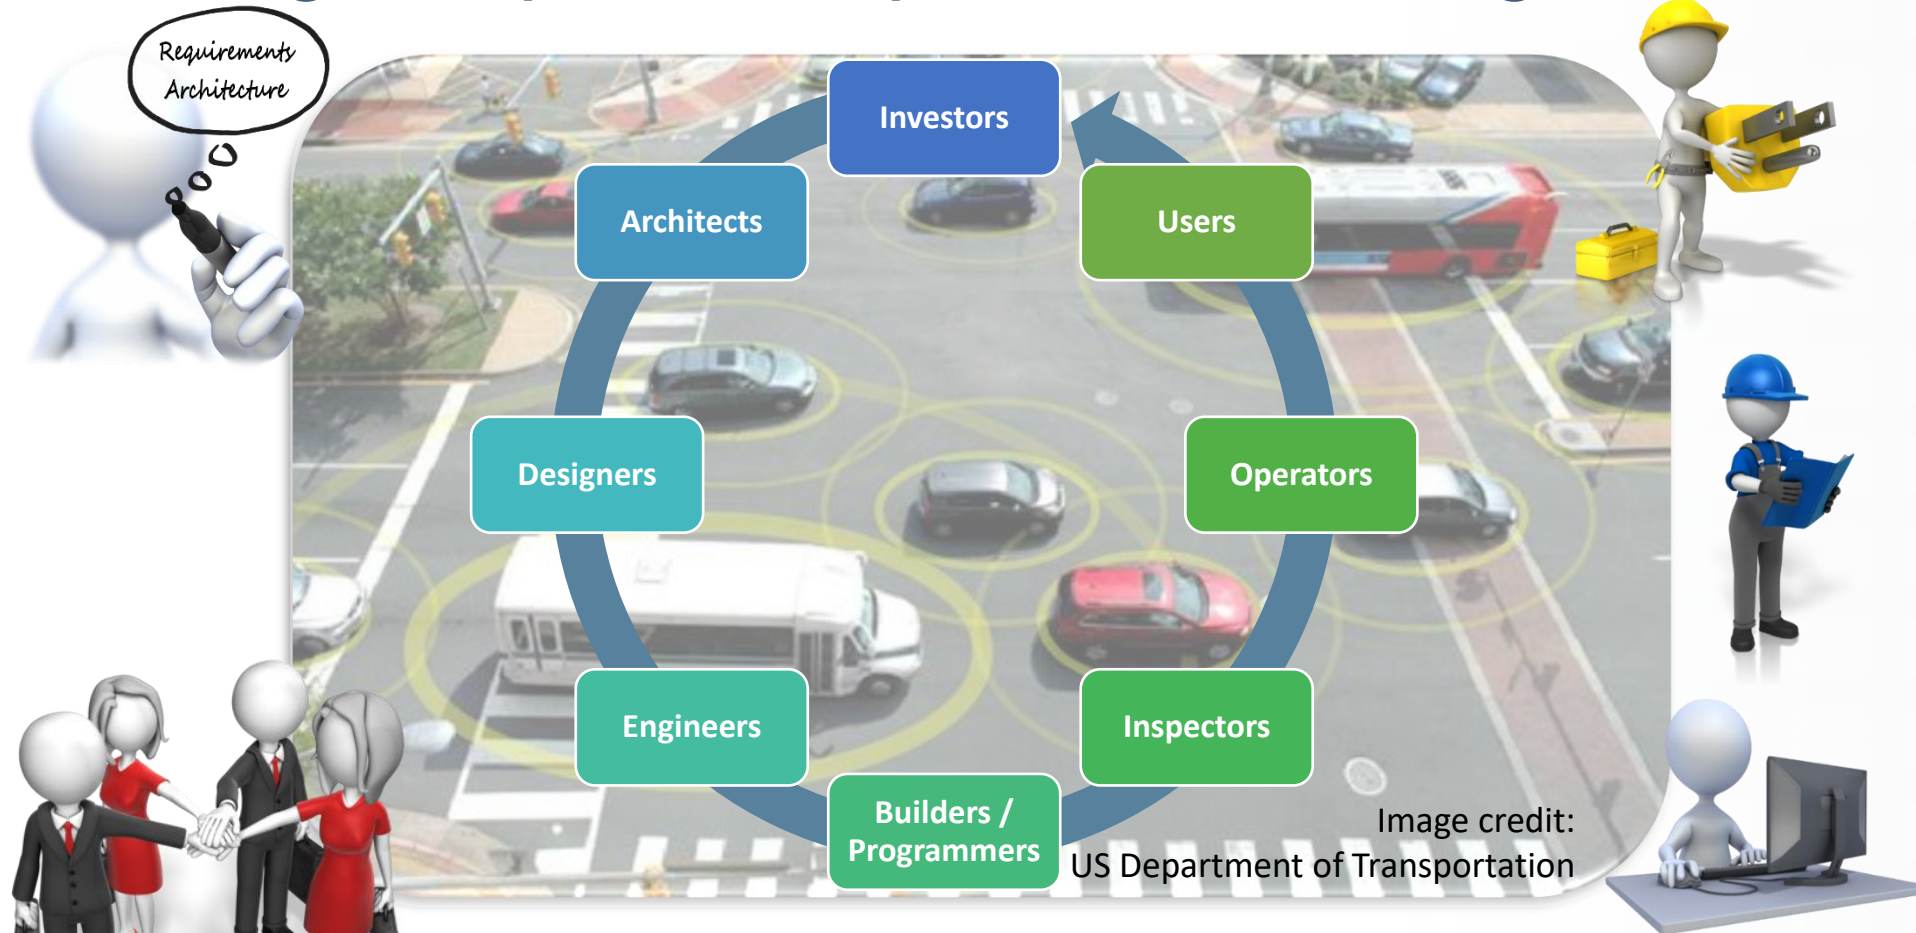 Requirements
Architecture
Investors
Architects
Users
Designers
Operators
Engineers
Inspectors
Builders /
Programmers
Image credit:
US Department of Transportation